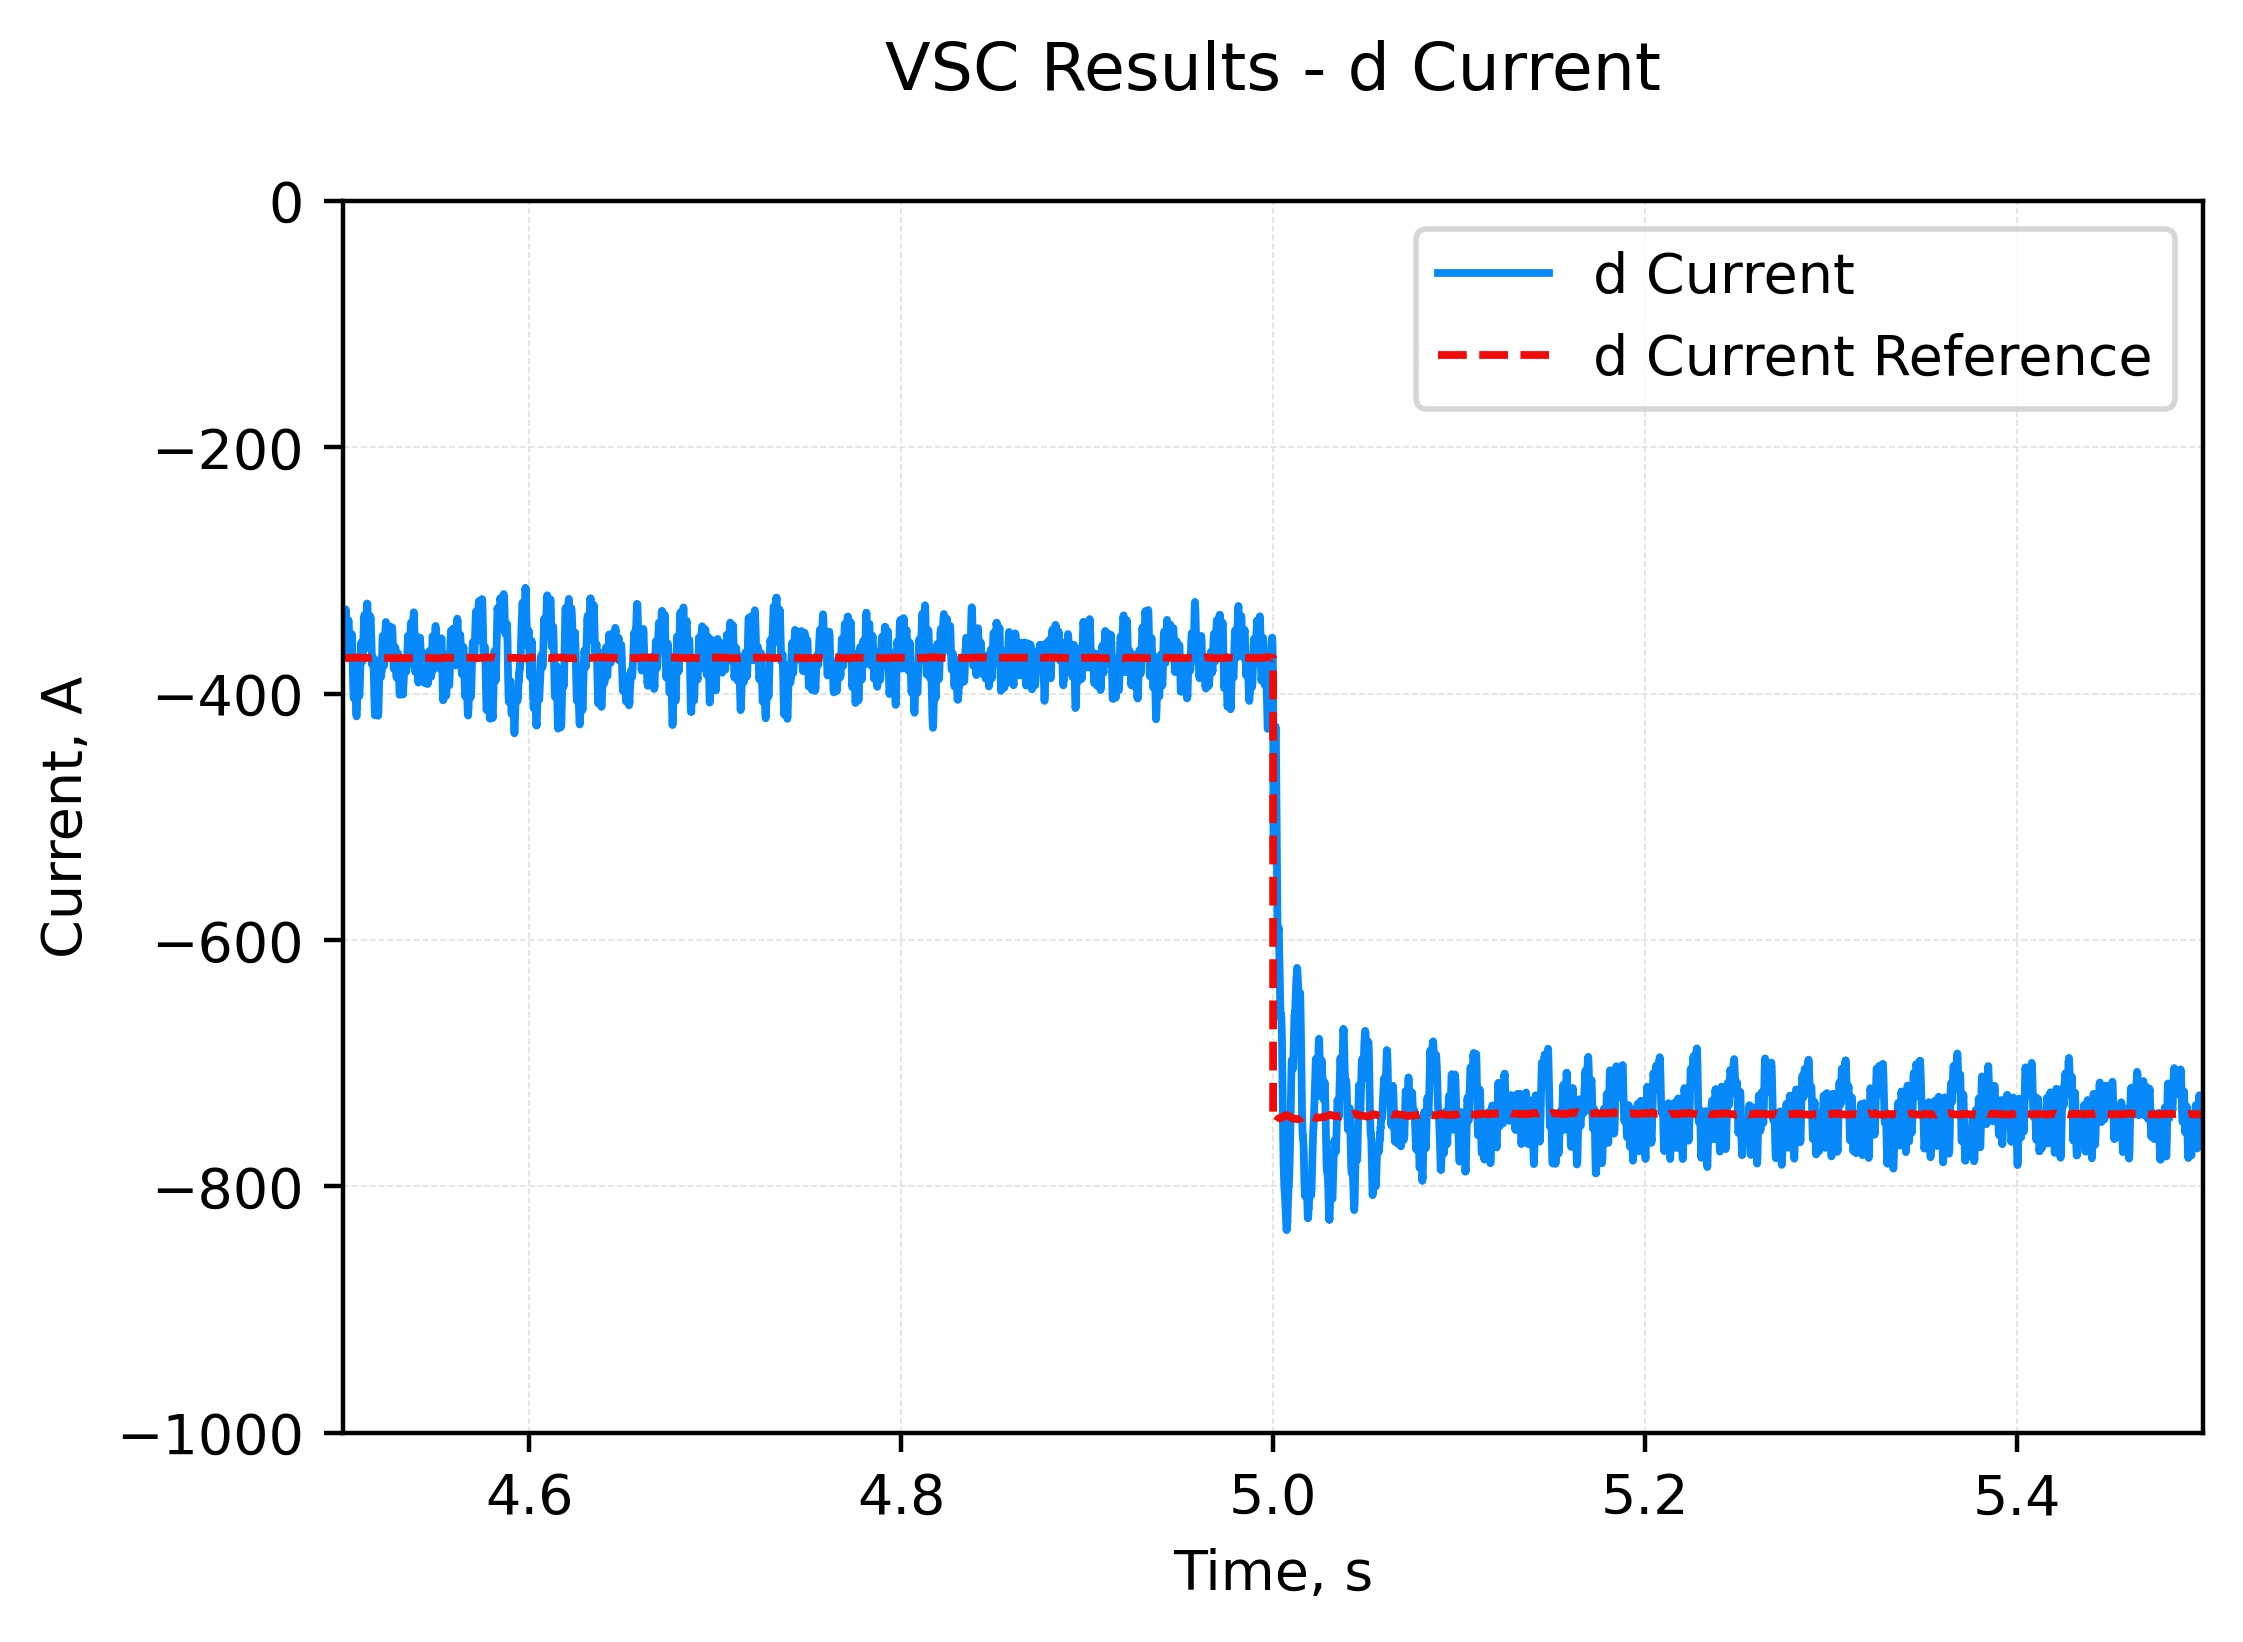 VSC Results - d Current
0
−200
−400
−600
−800
−1000
Current, A
d Current
d Current Reference
4.6
4.8
5.0
5.2
5.4
Time, s